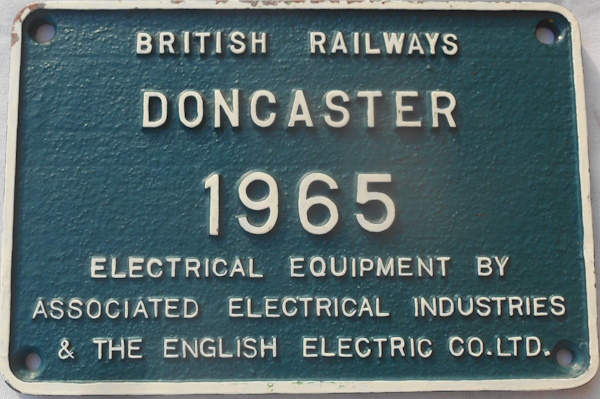 BRITISH RAILWAYS
DONCASTER
1965
ELECTRICAL EQUIPMENT BY
ASSOCIATED ELECTRICAL INDUSTRIES
& THE ENGLISH ELECTRIC CO.LTD.